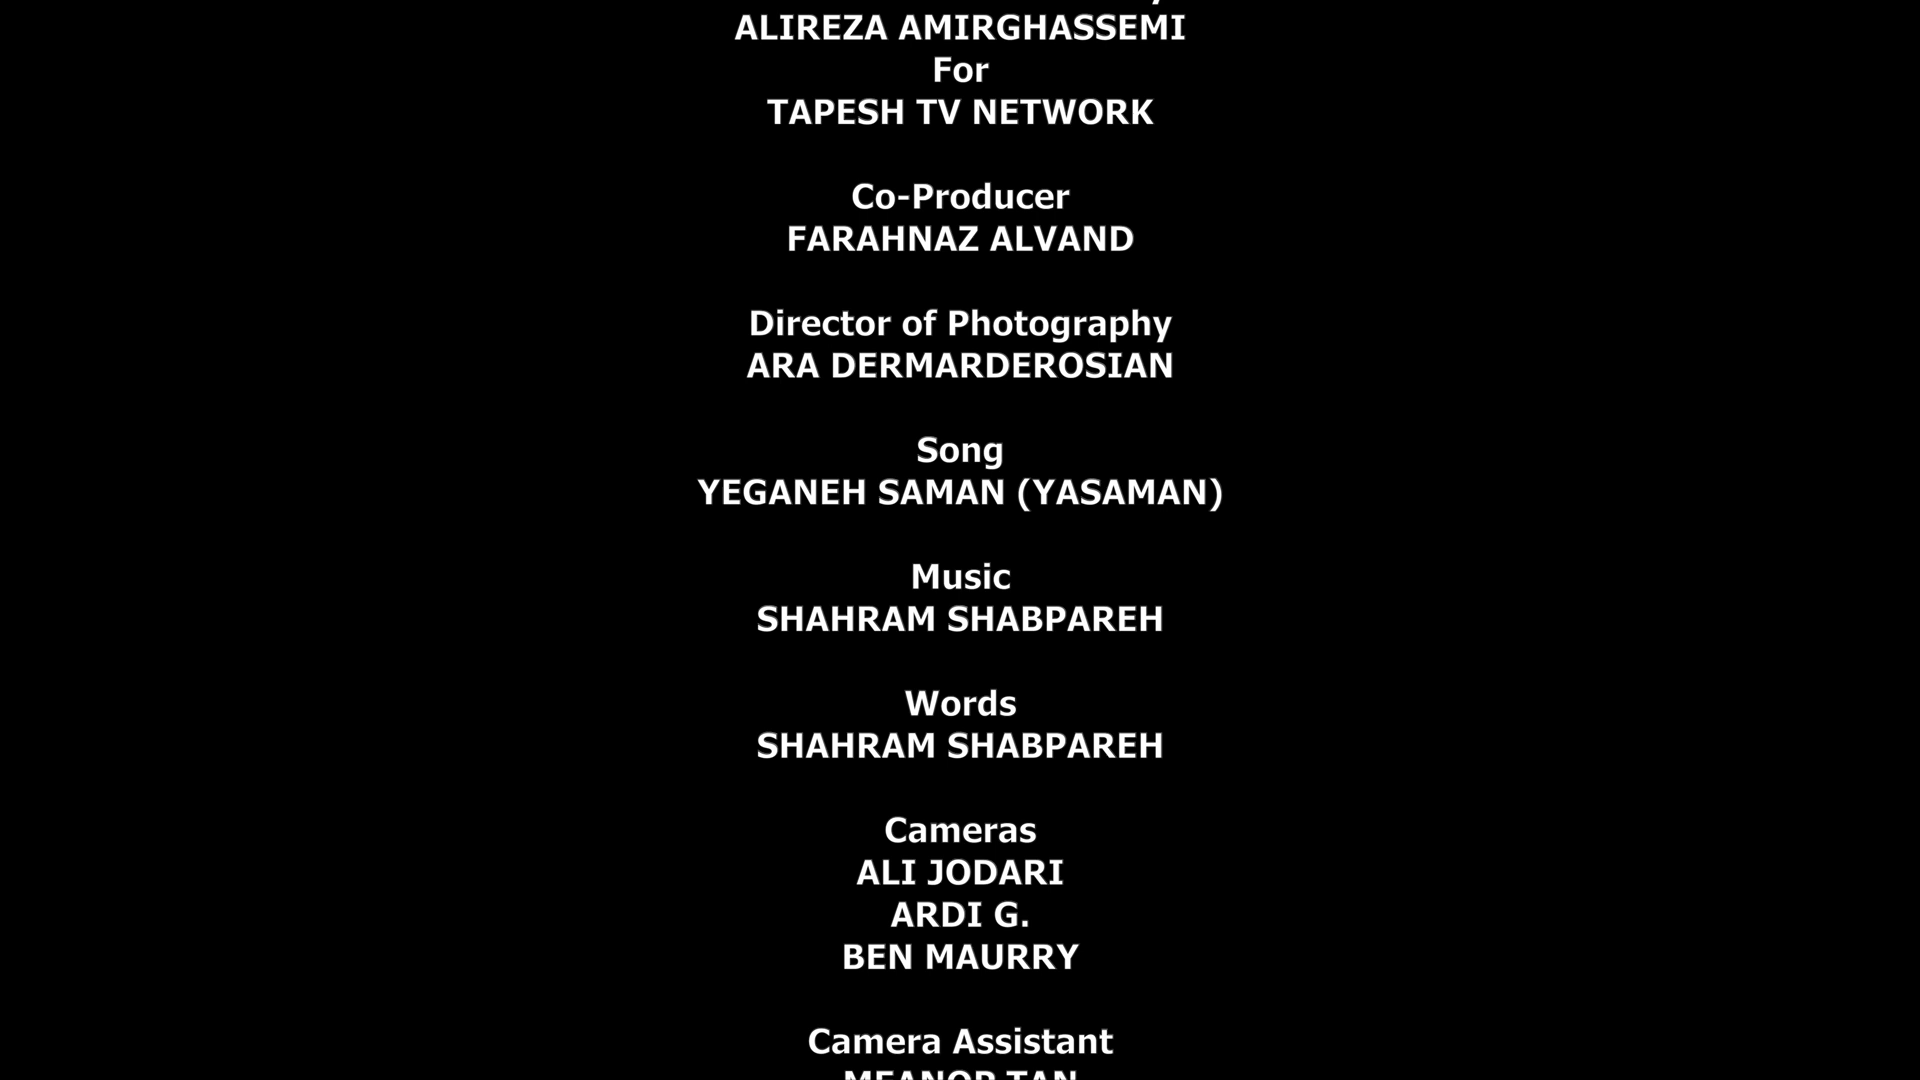 ALIREZA AMIRGHASSEMI
For
TAPESH TV NETWORK
Co-Producer
FARAHNAZ ALVAND
Director of Photography
ARA DERMARDEROSIAN
Song
YEGANEH SAMAN (YASAMAN)
Music
SHAHRAM SHABPAREH
Words
SHAHRAM SHABPAREH
Cameras
ALI JODARI
ARDI G.
BEN MAURRY
Camera Assistant
TAN